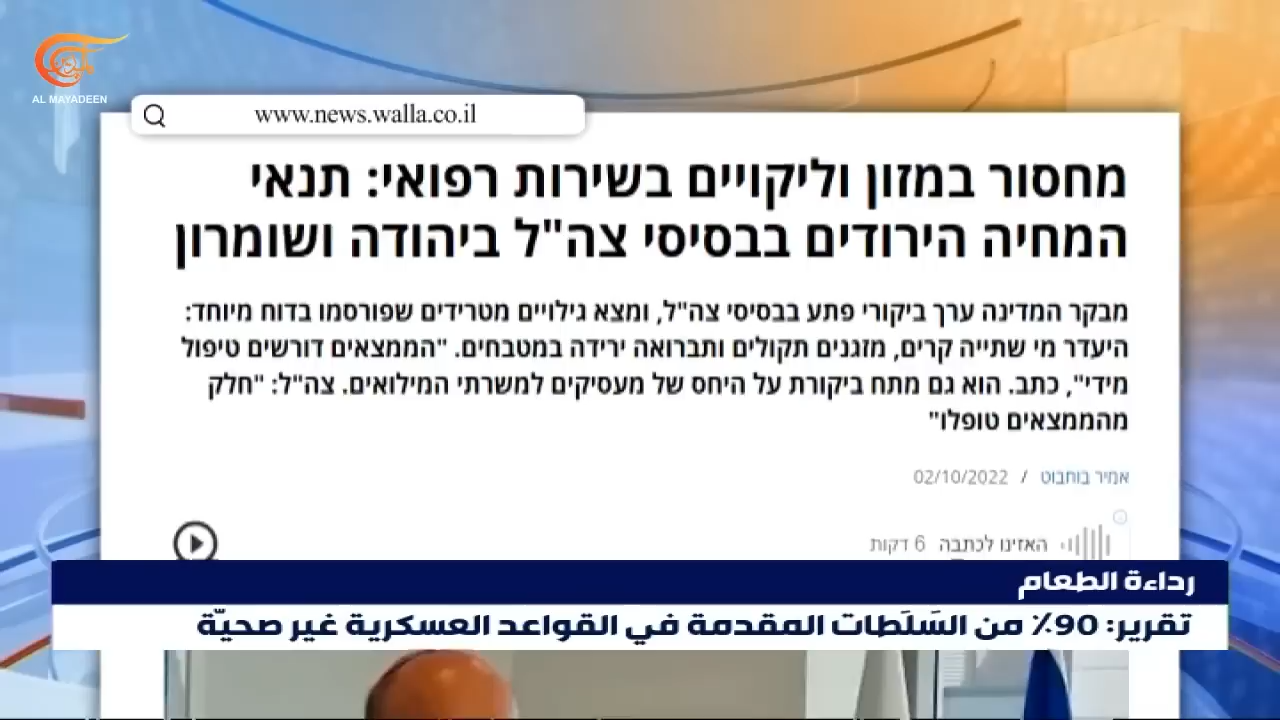 AL MAYADEEN
www.news.walla.co.il
מחסור במזון וליקויים בשירות רפואי: תנאי
המחיה הירודים בבסיסי צה"ל ביהודה ושומרון
מבקר המדינה ערך ביקורי פתע בבסיסי צה"ל, ומצא גילויים מטרידים שפורסמו בדוח מיוחד:
היעדר מי שתייה קרים, מזגנים תקולים ותברואה ירידה במטבחים. "הממצאים דורשים טיפול
מידי", כתב. הוא גם מתח ביקורת על היחס של מעסיקים למשרתי המילואים. צה"ל: "חלק
מהממצאים טופלו"
אמיר בוחבוט / 02/10/2022
האזינו לכתבה 6 דקות
رداءة الطعام
تقرير: 90٪ من السَلَطات المقدمة في القواعد العسكرية غير صحيّة